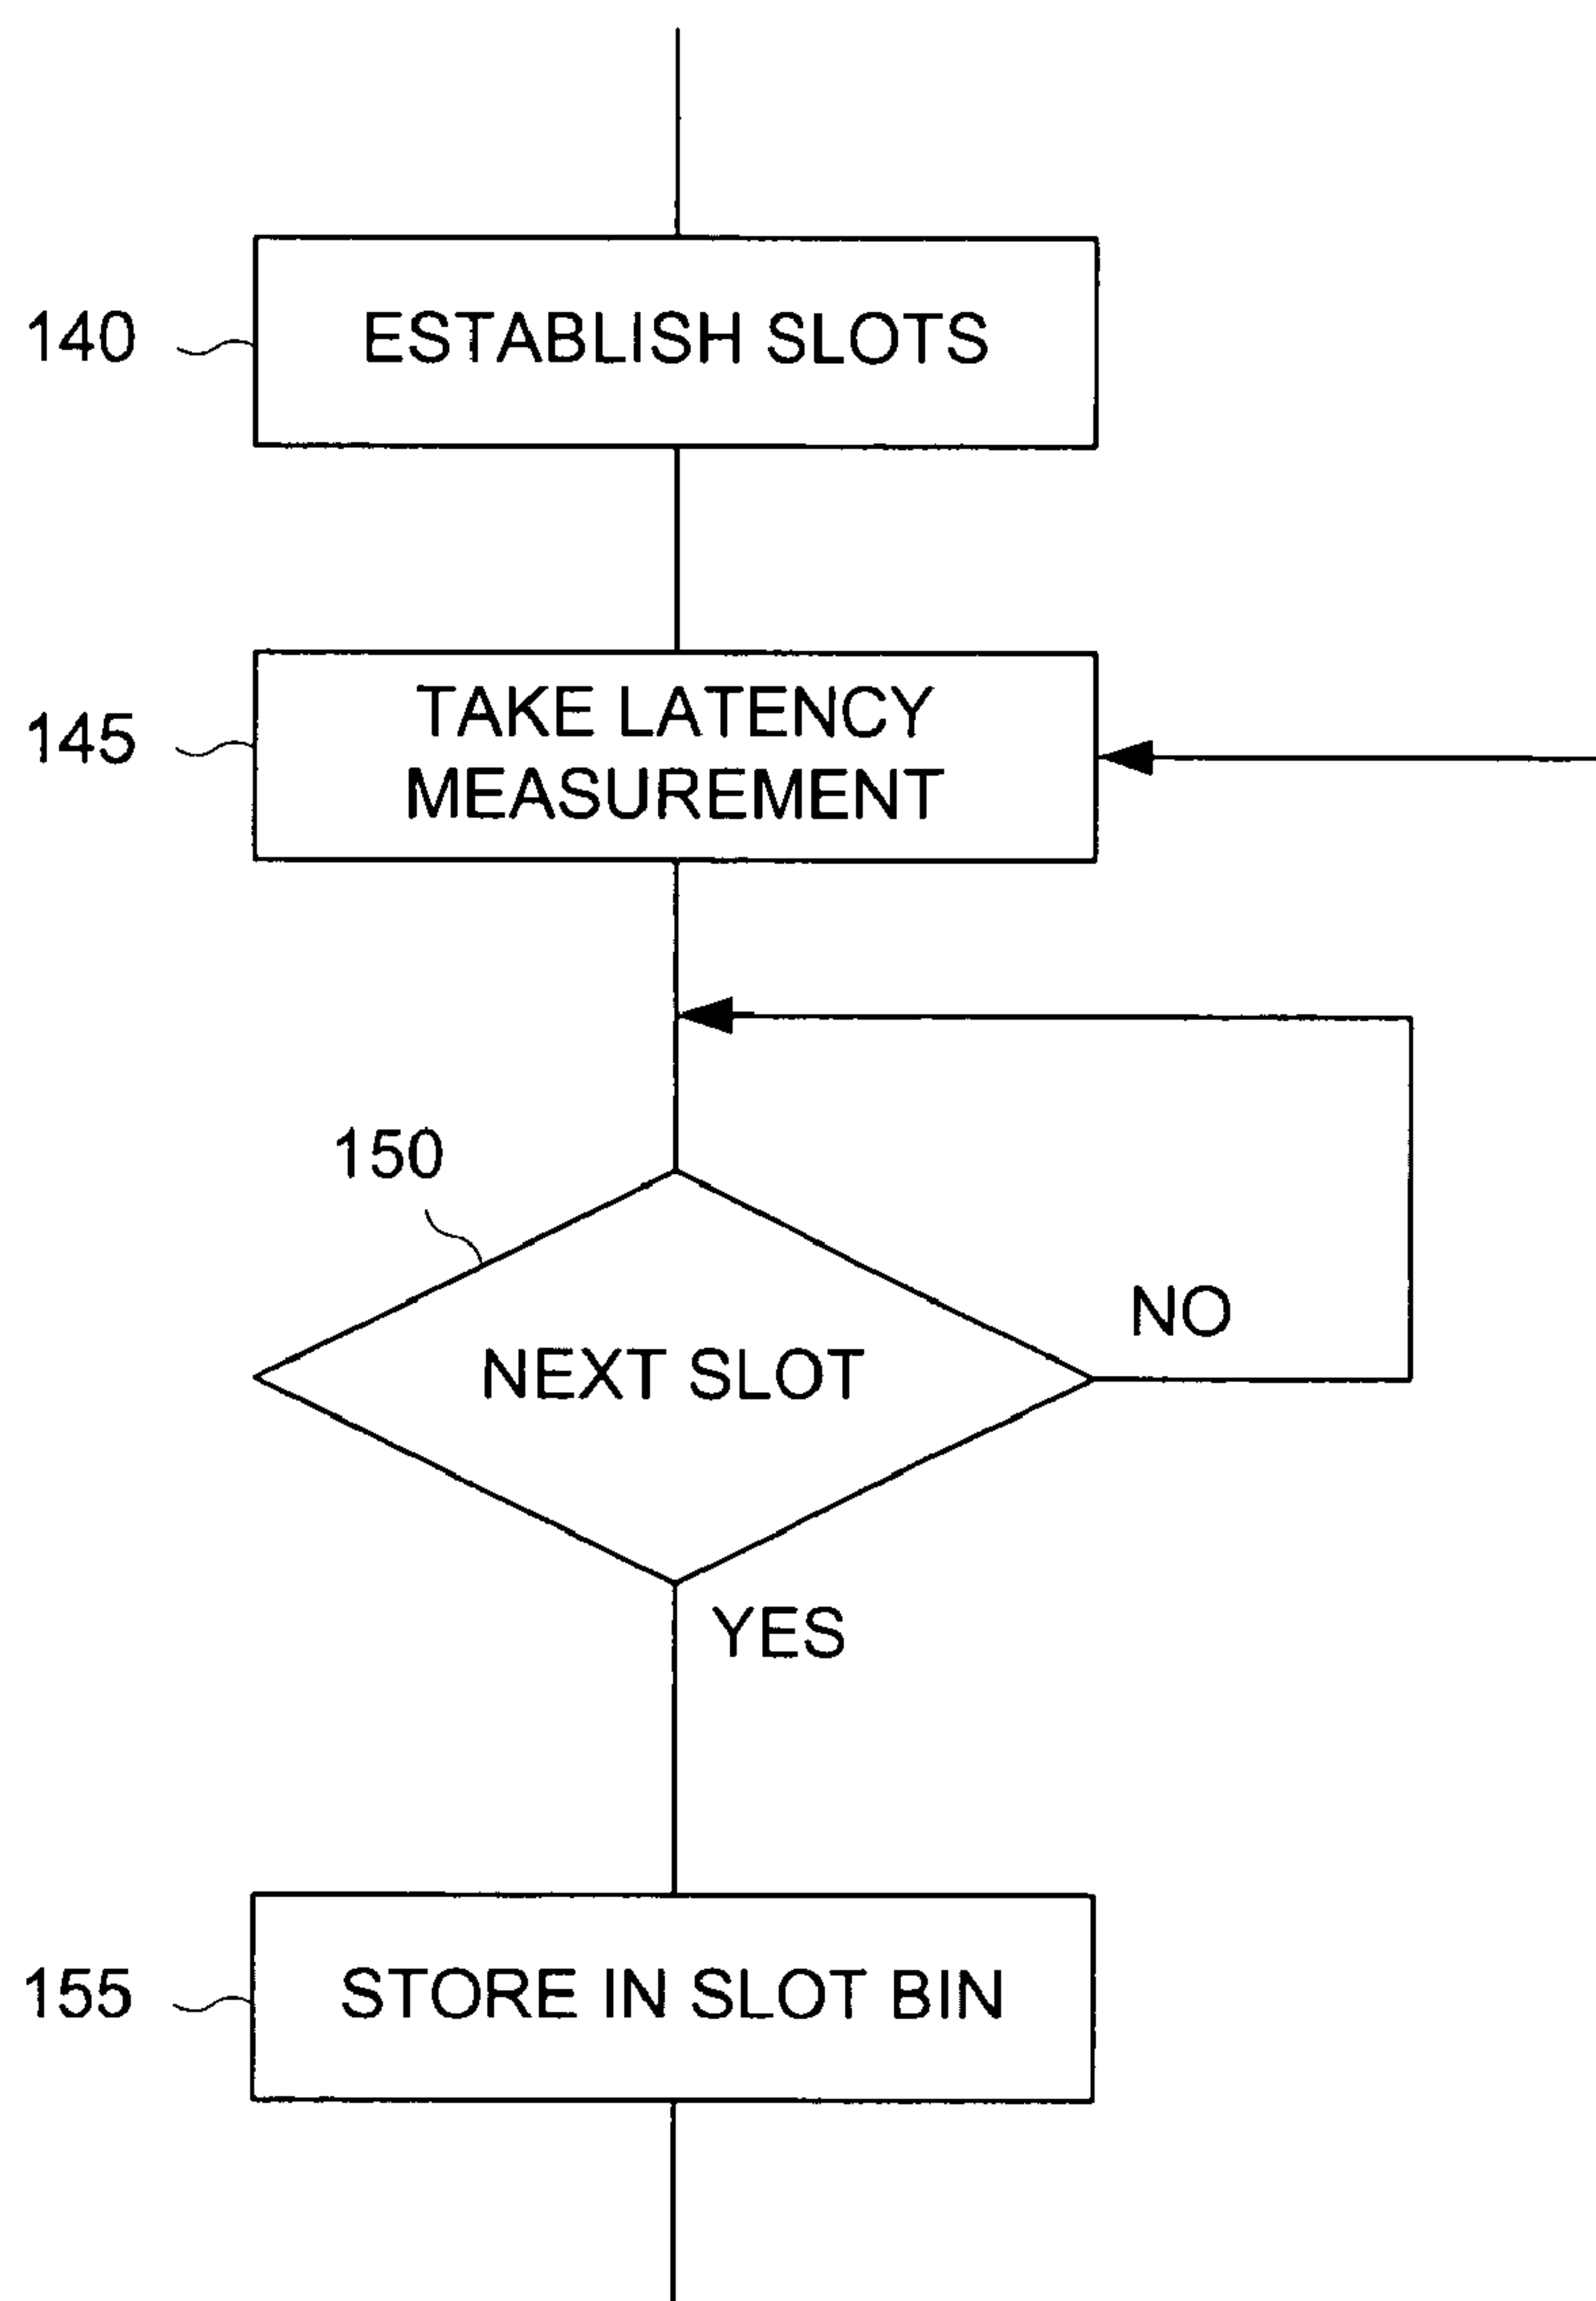 140
ESTABLISH SLOTS
145
TAKE LATENCY
MEASUREMENT
150
NEXT SLOT
NO
YES
155
STORE IN SLOT BIN